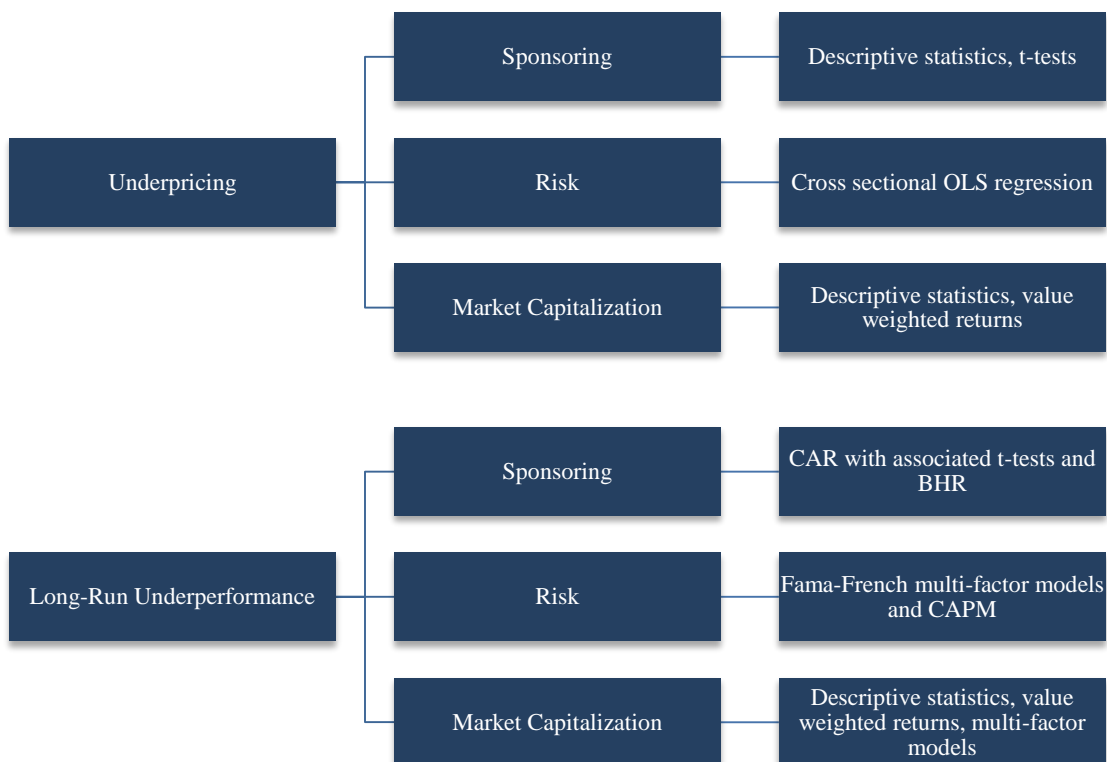 Sponsoring
Descriptive statistics, t-tests
Underpricing
Risk
Cross sectional OLS regression
Market Capitalization
Descriptive statistics, value
weighted returns
Sponsoring
CAR with associated t-tests and
BHR
Long-Run Underperformance
Risk
Fama-French multi-factor models
and CAPM
Market Capitalization
Descriptive statistics, value
weighted returns, multi-factor
models